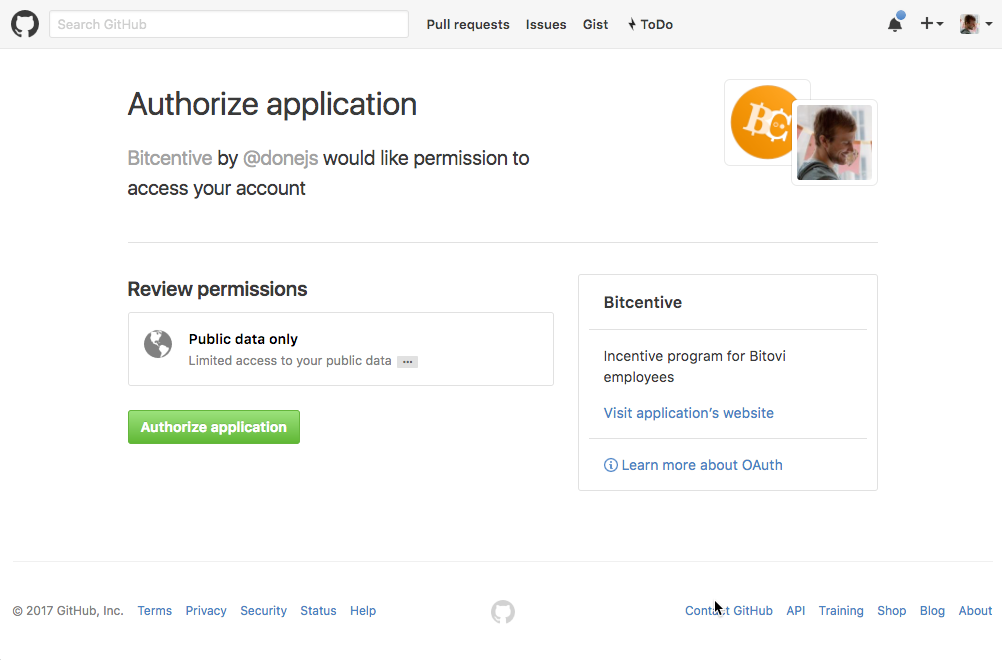 Search GitHub
Pull requests
Issues
Gist
ToDo
Authorize application
BC
Bitcentive by @donejs would like permission to
access your account
Review permissions
Public data only
Limited access to your public data ...
Authorize application
Bitcentive
Incentive program for Bitovi
employees
Visit application's website
Learn more about OAuth
© 2017 GitHub, Inc.
Terms
Privacy
Security
Status
Help
Contact GitHub
API
Training
Shop
Blog
About